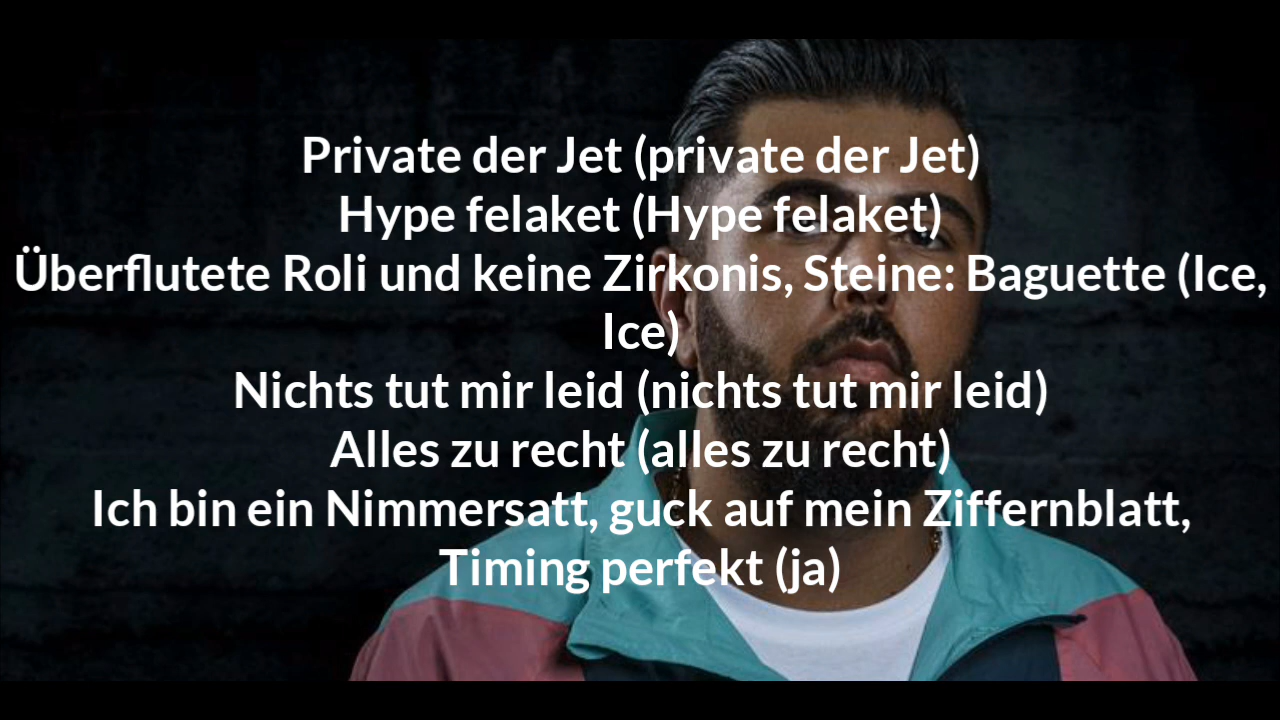 Private der Jet (private der Jet)
Hype felaket (Hype felaket)
Überflutete Roli und keine Zirkonis, Steine: Baguette (Ice,
Ice)
Nichts tut mir leid (nichts tut mir leid)
Alles zu recht (alles zu recht)
Ich bin ein Nimmersatt, guck auf mein Ziffernblatt,
Timing perfekt (ja)